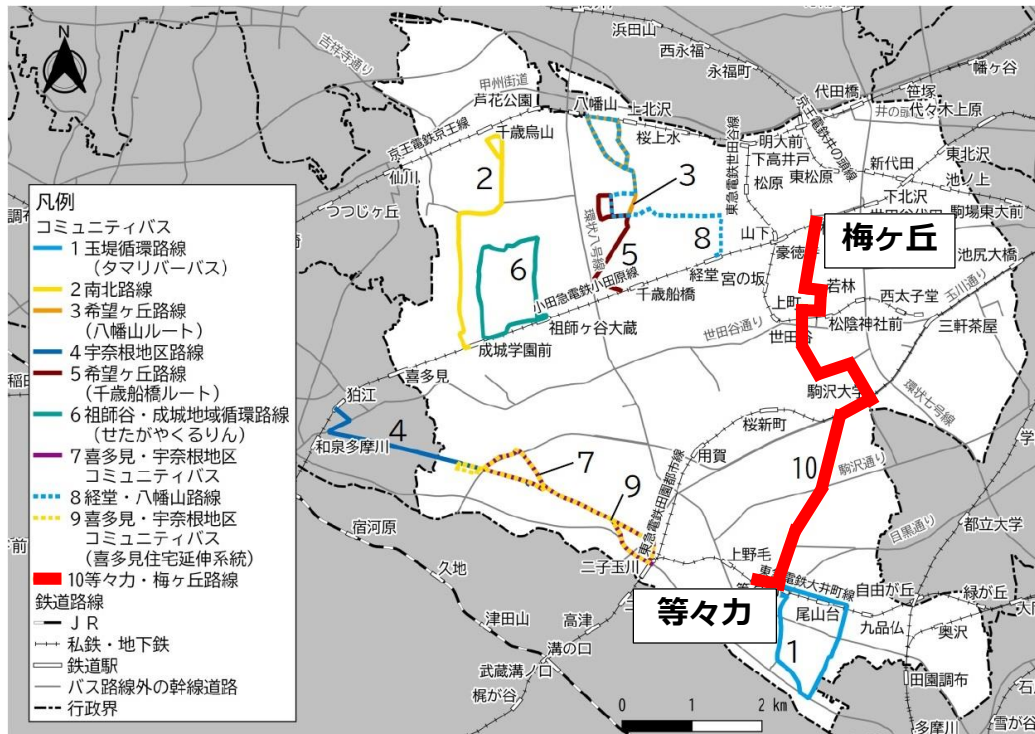 N
吉祥寺通り
浜田山
西永福
永福町
幡ヶ谷
甲州街道
芦花公園
八幡山
上北沢
代田橋
笹塚
代々木上原
京王電鉄京王線
千歳烏山
桜上水
京王電鉄井の頭線
明大前
下高井戸
松原
東松原
新代田
東北沢
池ノ上
仙川
2
3
東急電鉄世田谷線
下北沢
駒場東大前
つつじヶ丘
環状八号線
8
山下
梅ヶ丘
5
6
小田急電鉄小田原線
経堂
宮の坂
豪徳寺
池尻大橋
千歳船橋
上町
若林
西太子堂
玉川通り
祖師ヶ谷大蔵
世田谷通り
世田谷
松陰神社前
三軒茶屋
成城学園前
喜多見
狛江
駒沢大学
環状七号線
和泉多摩川
4
桜新町
用賀
7
10
駒沢通り
9
東急電鉄田園都市線
目黒通り
都立大学
宿河原
上野毛
二子玉川
久地
東急電鉄大井町線
自由が丘
緑が丘
等々力
尾山台
九品仏
奥沢
津田山
高津
1
溝の口
武蔵溝ノ口
田園調布
梶が谷
多摩川
雪が谷
0 1 2 km
凡例
コミュニティバス
1玉堤循環路線
（タマリバーバス）
2南北路線
3希望ヶ丘路線
（八幡山ルート）
4宇奈根地区路線
5希望ヶ丘路線
（千歳船橋ルート）
6祖師谷・成城地域循環路線
（せたがやくるりん）
7喜多見・宇奈根地区
コミュニティバス
8経堂・八幡山路線
9喜多見・宇奈根地区
コミュニティバス
（喜多見住宅延伸系統）
10等々力・梅ヶ丘路線
鉄道路線
ＪＲ
私鉄・地下鉄
鉄道駅
バス路線外の幹線道路
行政界